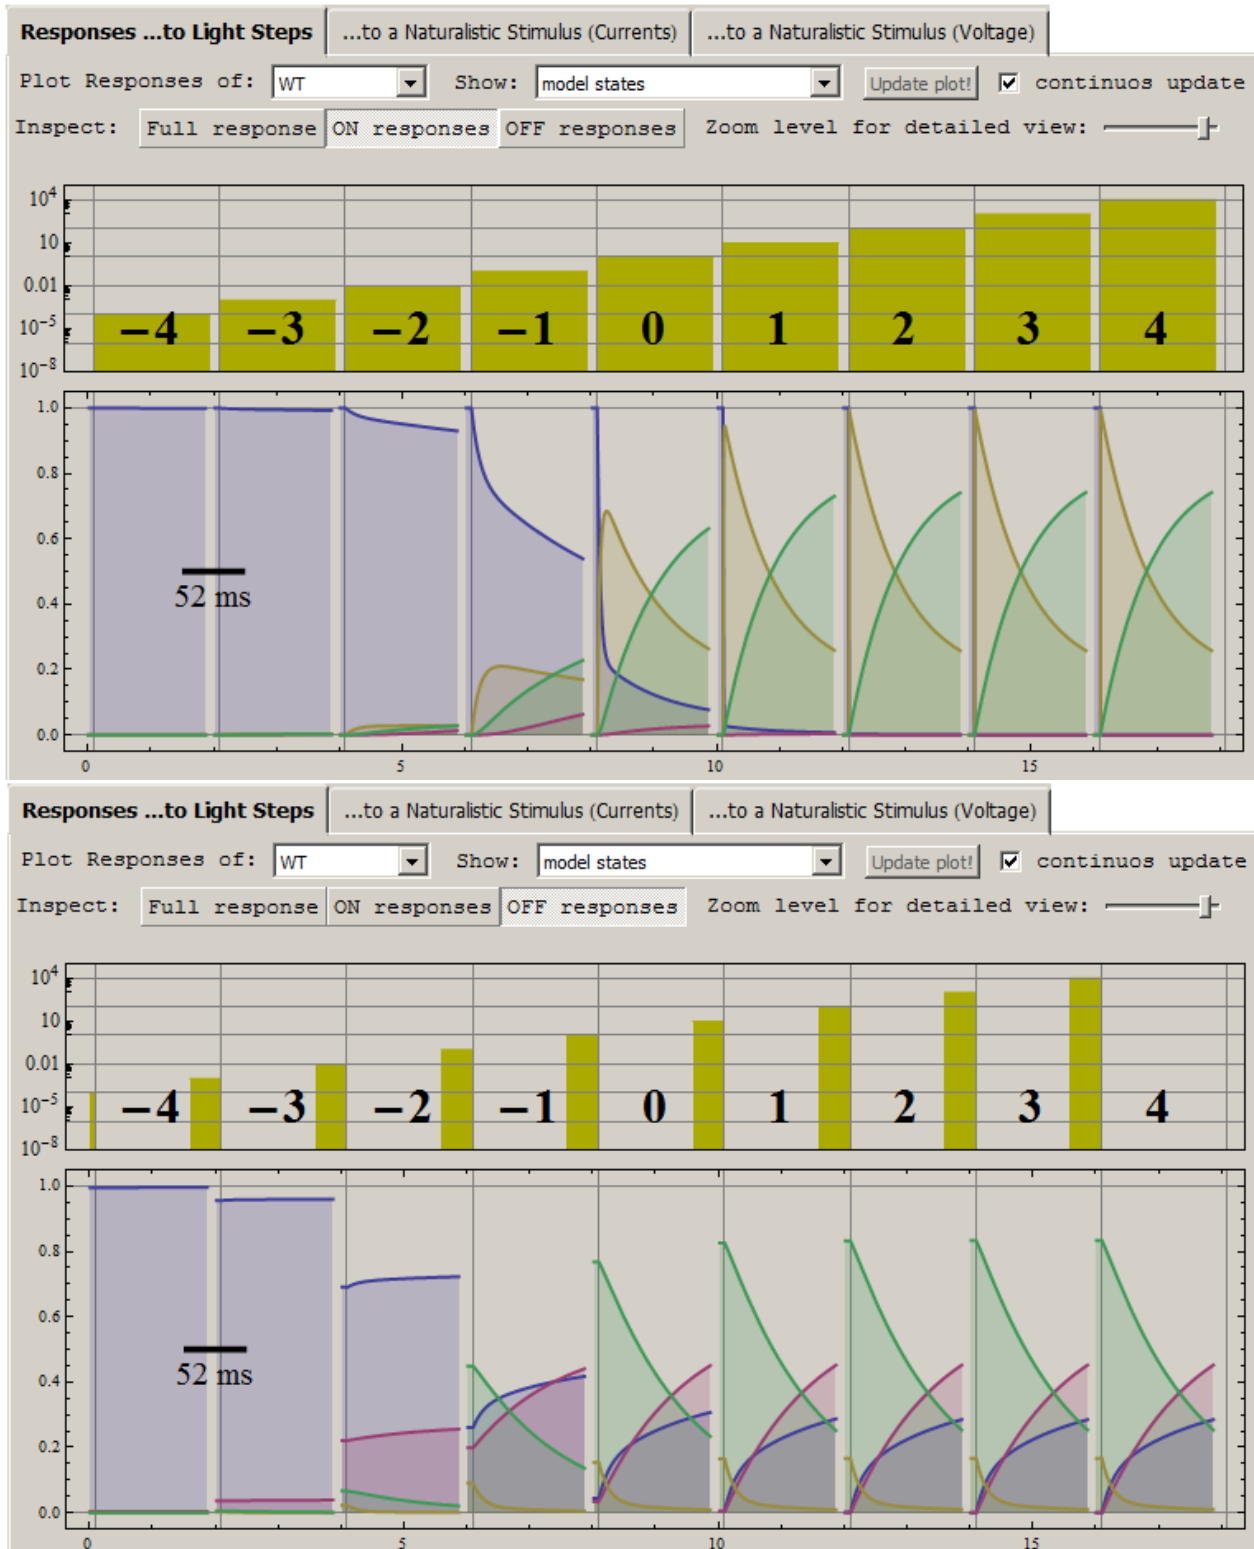 Responses ...to Light Steps ...to a Naturalistic Stimulus (Currents) ...to a Naturalistic Stimulus (Voltage)
Plot Responses of: WT Show: model states Update plot! continuos update
Inspect: Full response ON responses OFF responses Zoom level for detailed view:
10^4
10
0.01
10^-5
10^-8
−4 −3 −2 −1 0 1 2 3 4
1.0
0.8
0.6
0.4
0.2
0.0
52 ms
0 5 10 15
Responses ...to Light Steps ...to a Naturalistic Stimulus (Currents) ...to a Naturalistic Stimulus (Voltage)
Plot Responses of: WT Show: model states Update plot! continuos update
Inspect: Full response ON responses OFF responses Zoom level for detailed view:
10^4
10
0.01
10^-5
10^-8
−4 −3 −2 −1 0 1 2 3 4
1.0
0.8
0.6
0.4
0.2
0.0
52 ms
0 5 10 15